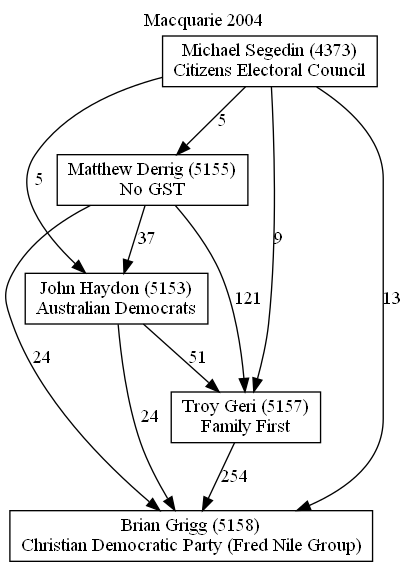 Macquarie 2004
Michael Segedin (4373)
Citizens Electoral Council
5
Matthew Derrig (5155)
No GST
5
37
9
John Haydon (5153)
Australian Democrats
121
13
24
51
Troy Geri (5157)
Family First
24
254
Brian Grigg (5158)
Christian Democratic Party (Fred Nile Group)